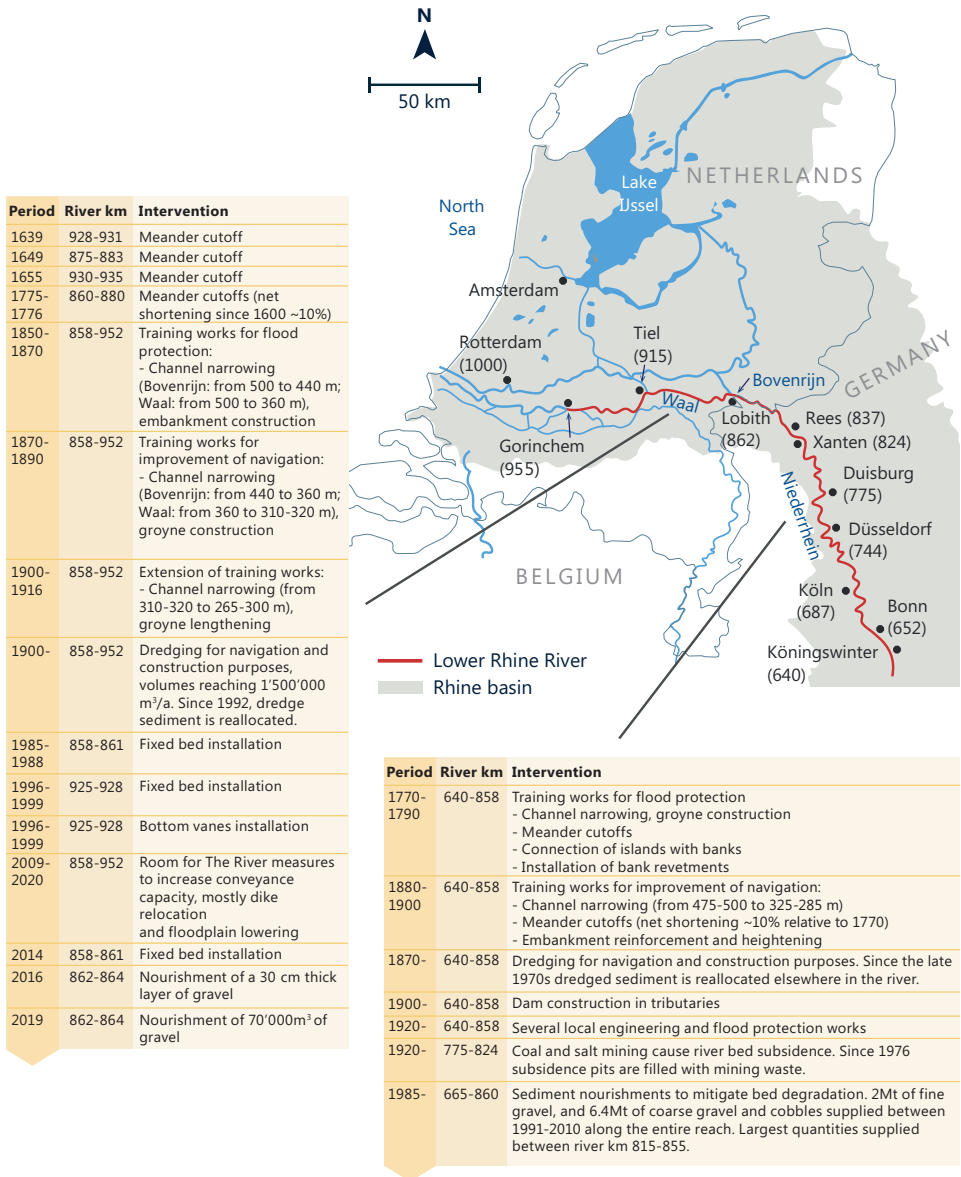 N
50 km
NETHERLANDS
Lake
IJssel
North
Sea
Amsterdam
Rotterdam
(1000)
Tiel
(915)
GERMANY
Bovenrijn
Waal
Lobith
(862)
Rees (837)
Xanten (824)
Gorinchem
(955)
Duisburg
(775)
Niederrhein
Düsseldorf
(744)
BELGIUM
Köln
(687)
Bonn
(652)
Köningswinter
(640)
Lower Rhine River
Rhine basin
Period River km Intervention
1639 928-931 Meander cutoff
1649 875-883 Meander cutoff
1655 930-935 Meander cutoff
1775- 860-880 Meander cutoffs (net
1776 shortening since 1600 ~10%)
1850- 858-952 Training works for flood
1870 protection:
- Channel narrowing
(Bovenrijn: from 500 to 440 m;
Waal: from 500 to 360 m),
embankment construction
1870- 858-952 Training works for
1890 improvement of navigation:
- Channel narrowing
(Bovenrijn: from 440 to 360 m;
Waal: from 360 to 310-320 m),
groyne construction
1900- 858-952 Extension of training works:
1916 - Channel narrowing (from
310-320 to 265-300 m),
groyne lengthening
1900- 858-952 Dredging for navigation and
construction purposes,
volumes reaching 1'500'000
m³/a. Since 1992, dredge
sediment is reallocated.
1985- 858-861 Fixed bed installation
1988
1996- 925-928 Fixed bed installation
1999
1996- 925-928 Bottom vanes installation
1999
2009- 858-952 Room for The River measures
2020 to increase conveyance
capacity, mostly dike
relocation
and floodplain lowering
2014 858-861 Fixed bed installation
2016 862-864 Nourishment of a 30 cm thick
layer of gravel
2019 862-864 Nourishment of 70'000m³ of
gravel
Period River km Intervention
1770- 640-858 Training works for flood protection
1790 - Channel narrowing, groyne construction
- Meander cutoffs
- Connection of islands with banks
- Installation of bank revetments
1880- 640-858 Training works for improvement of navigation:
1900 - Channel narrowing (from 475-500 to 325-285 m)
- Meander cutoffs (net shortening ~10% relative to 1770)
- Embankment reinforcement and heightening
1870- 640-858 Dredging for navigation and construction purposes. Since the late
1970s dredged sediment is reallocated elsewhere in the river.
1900- 640-858 Dam construction in tributaries
1920- 640-858 Several local engineering and flood protection works
1920- 775-824 Coal and salt mining cause river bed subsidence. Since 1976
subsidence pits are filled with mining waste.
1985- 665-860 Sediment nourishments to mitigate bed degradation. 2Mt of fine
gravel, and 6.4Mt of coarse gravel and cobbles supplied between
1991-2010 along the entire reach. Largest quantities supplied
between river km 815-855.